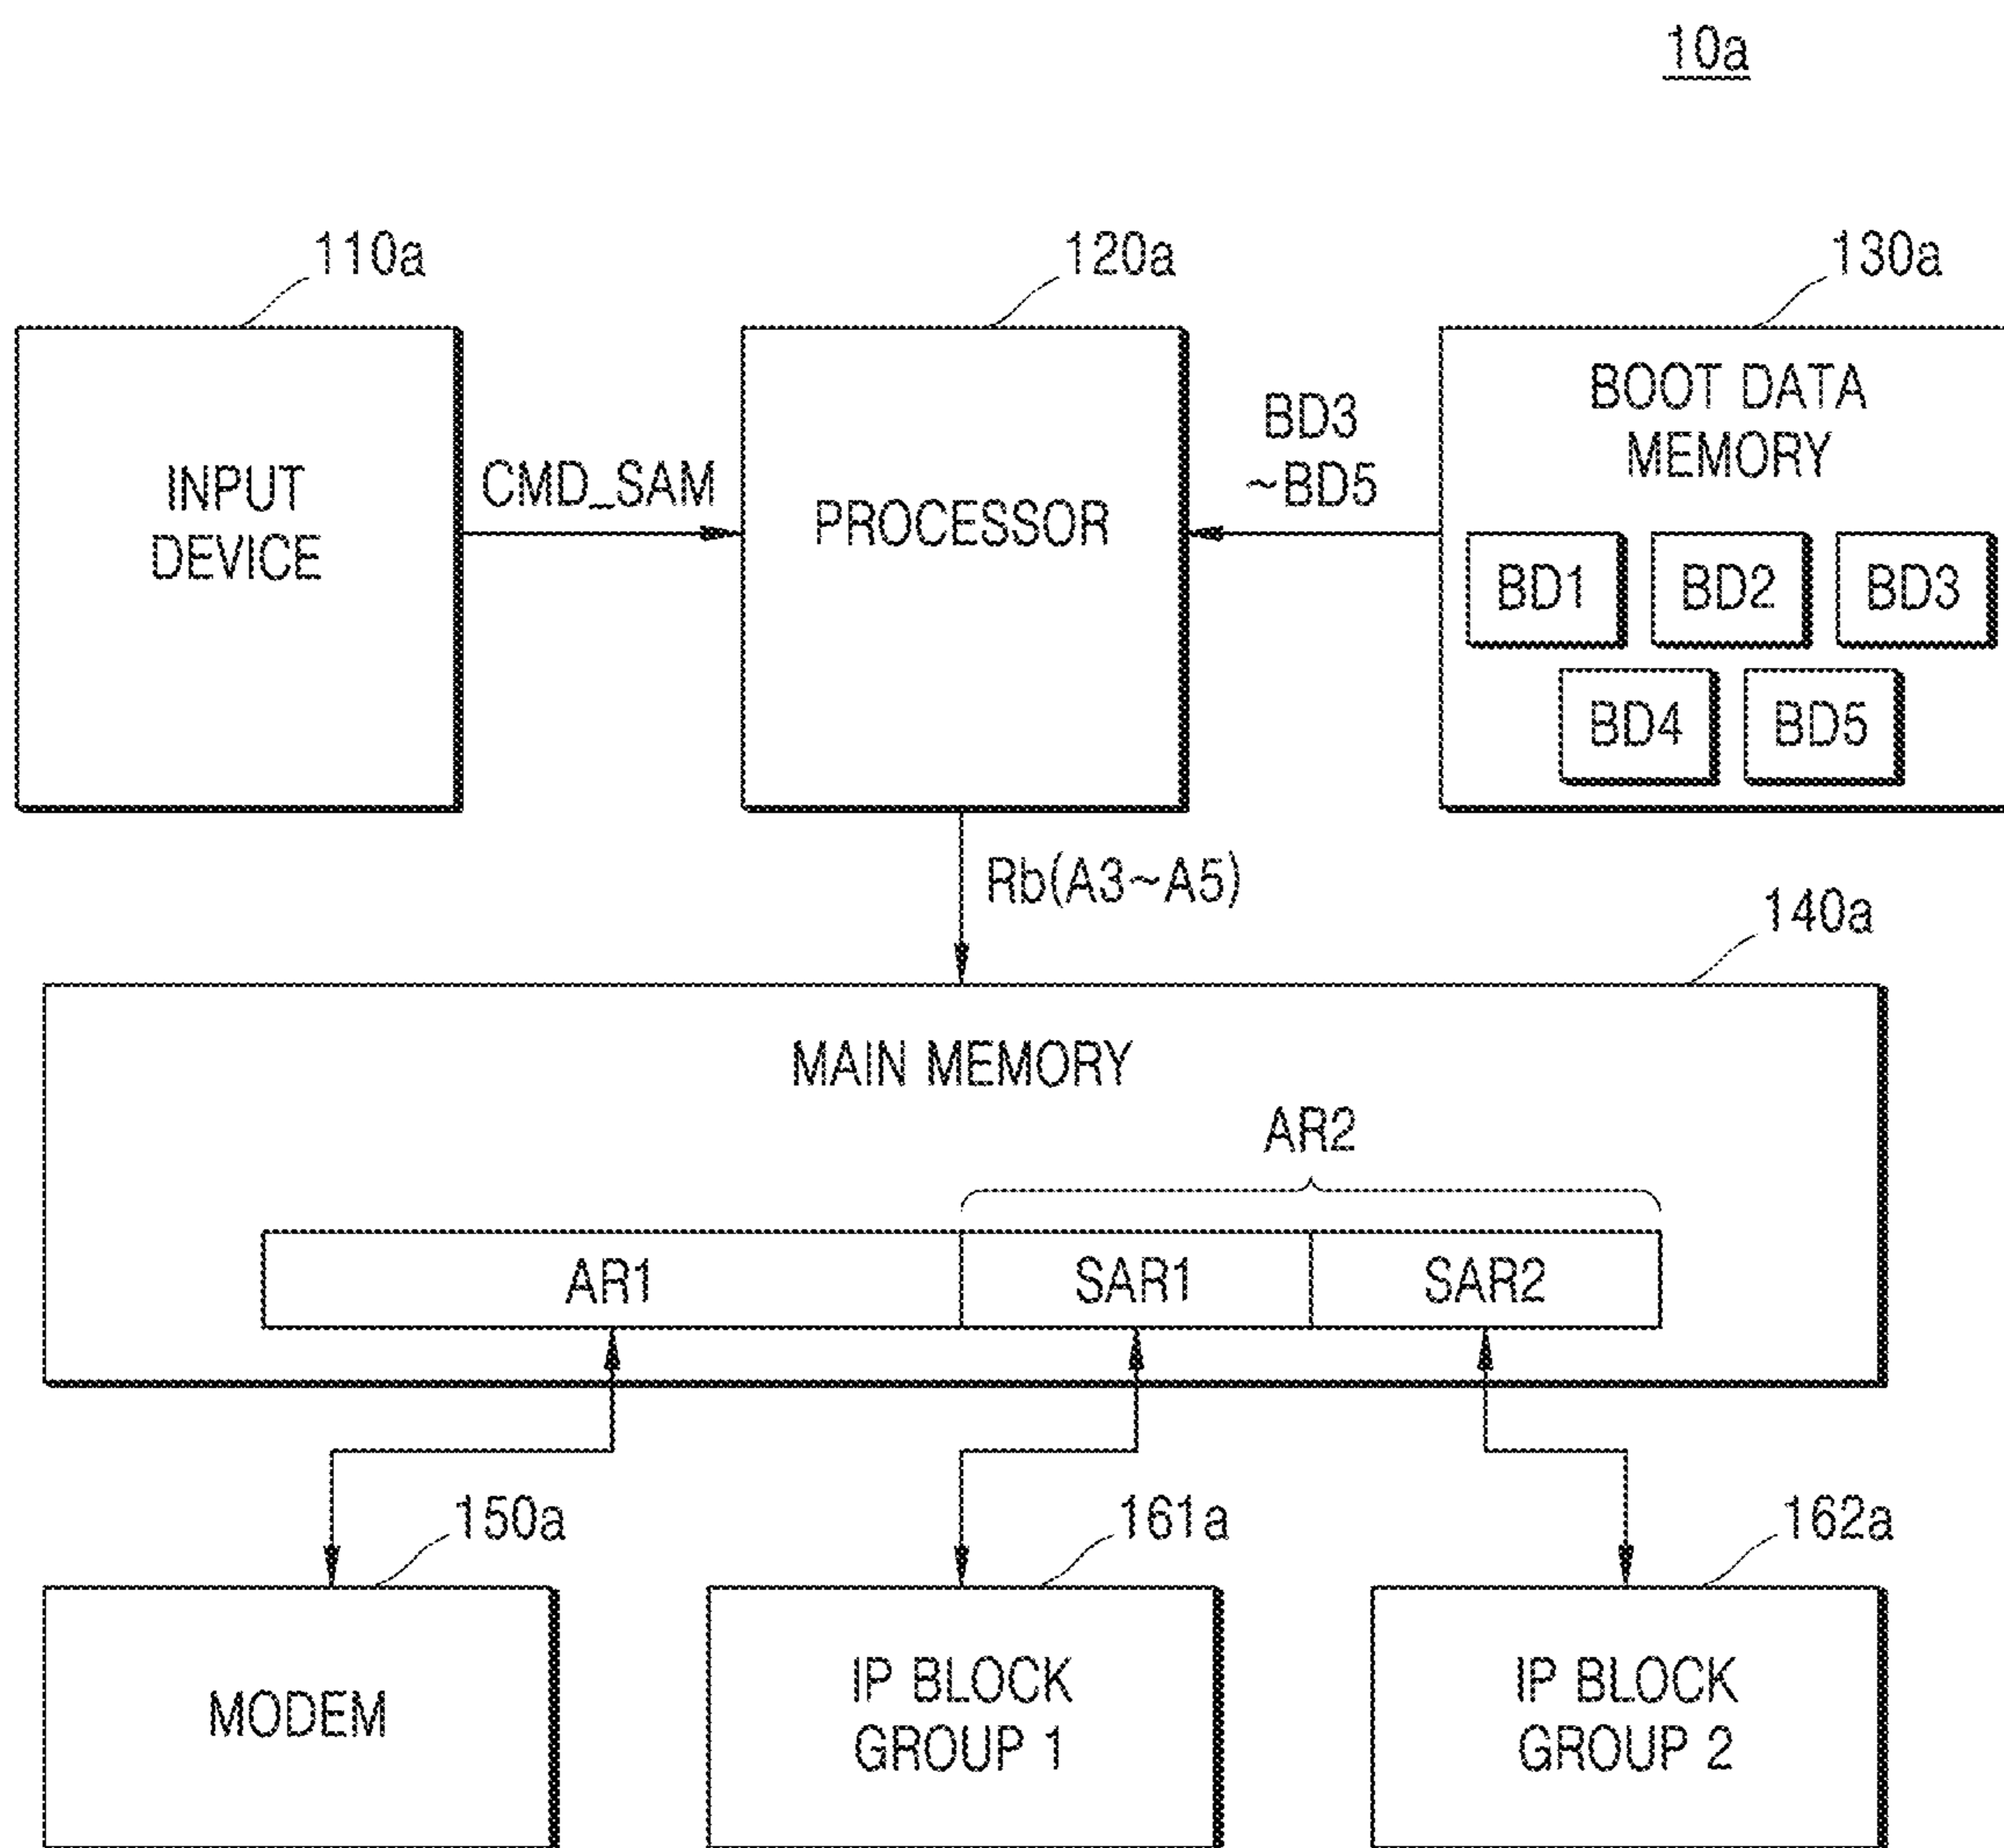 10a
110a
120a
130a
INPUT
DEVICE
CMD_SAM
PROCESSOR
BD3
~BD5
BOOT DATA
MEMORY
BD1
BD2
BD3
BD4
BD5
Rb(A3~A5)
140a
MAIN MEMORY
AR2
AR1
SAR1
SAR2
150a
161a
162a
MODEM
IP BLOCK
GROUP 1
IP BLOCK
GROUP 2